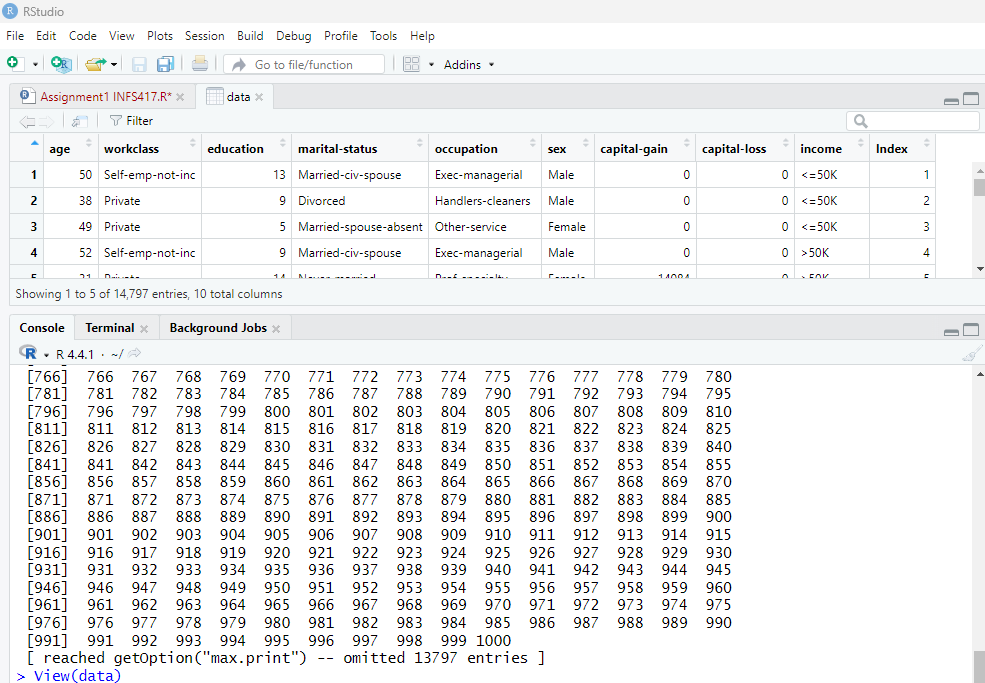 RStudio
File Edit Code View Plots Session Build Debug Profile Tools Help
Go to file/function Addins
Assignment1 INFS417.R* data
Filter
age workclass education marital-status occupation sex capital-gain capital-loss income Index
1 50 Self-emp-not-inc 13 Married-civ-spouse Exec-managerial Male 0 0 <=50K 1
2 38 Private 9 Divorced Handlers-cleaners Male 0 0 <=50K 2
3 49 Private 5 Married-spouse-absent Other-service Female 0 0 <=50K 3
4 52 Self-emp-not-inc 9 Married-civ-spouse Exec-managerial Male 0 0 >50K 4
5 31 Private 14 Never-married Prof-specialty Female 14084 0 >50K 5
Showing 1 to 5 of 14,797 entries, 10 total columns
Console Terminal Background Jobs
R 4.4.1 · ~/
[766] 766 767 768 769 770 771 772 773 774 775 776 777 778 779 780
[781] 781 782 783 784 785 786 787 788 789 790 791 792 793 794 795
[796] 796 797 798 799 800 801 802 803 804 805 806 807 808 809 810
[811] 811 812 813 814 815 816 817 818 819 820 821 822 823 824 825
[826] 826 827 828 829 830 831 832 833 834 835 836 837 838 839 840
[841] 841 842 843 844 845 846 847 848 849 850 851 852 853 854 855
[856] 856 857 858 859 860 861 862 863 864 865 866 867 868 869 870
[871] 871 872 873 874 875 876 877 878 879 880 881 882 883 884 885
[886] 886 887 888 889 890 891 892 893 894 895 896 897 898 899 900
[901] 901 902 903 904 905 906 907 908 909 910 911 912 913 914 915
[916] 916 917 918 919 920 921 922 923 924 925 926 927 928 929 930
[931] 931 932 933 934 935 936 937 938 939 940 941 942 943 944 945
[946] 946 947 948 949 950 951 952 953 954 955 956 957 958 959 960
[961] 961 962 963 964 965 966 967 968 969 970 971 972 973 974 975
[976] 976 977 978 979 980 981 982 983 984 985 986 987 988 989 990
[991] 991 992 993 994 995 996 997 998 999 1000
[ reached getOption("max.print") -- omitted 13797 entries ]
> View(data)